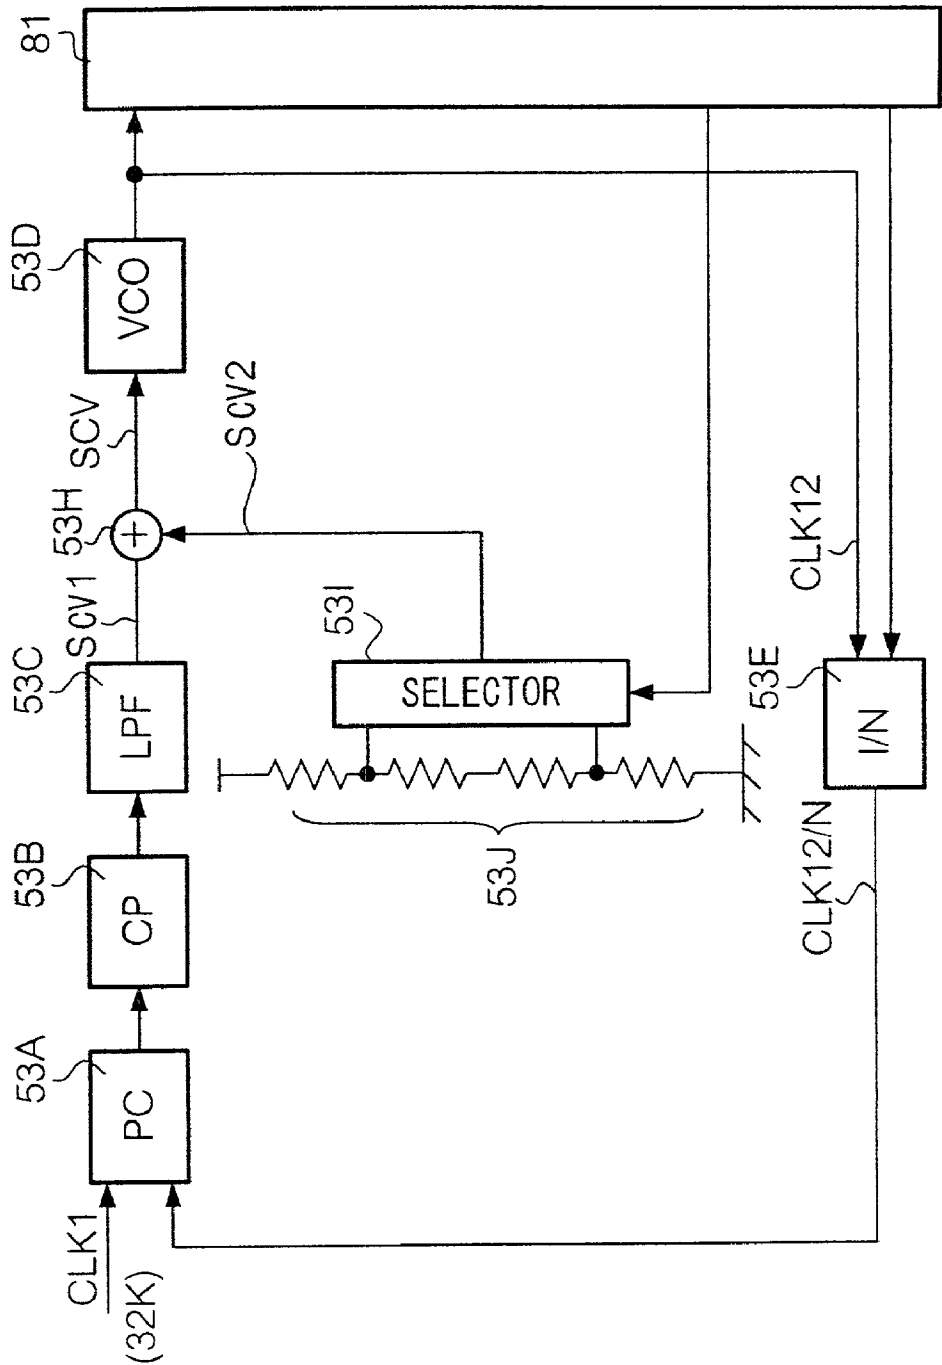 CLK1
(32K)
53A
PC
53B
CP
53C
LPF
SCV1
53H
+
SCV
53D
VCO
81
SCV2
53I
SELECTOR
53J
CLK12
53E
I/N
CLK12/N